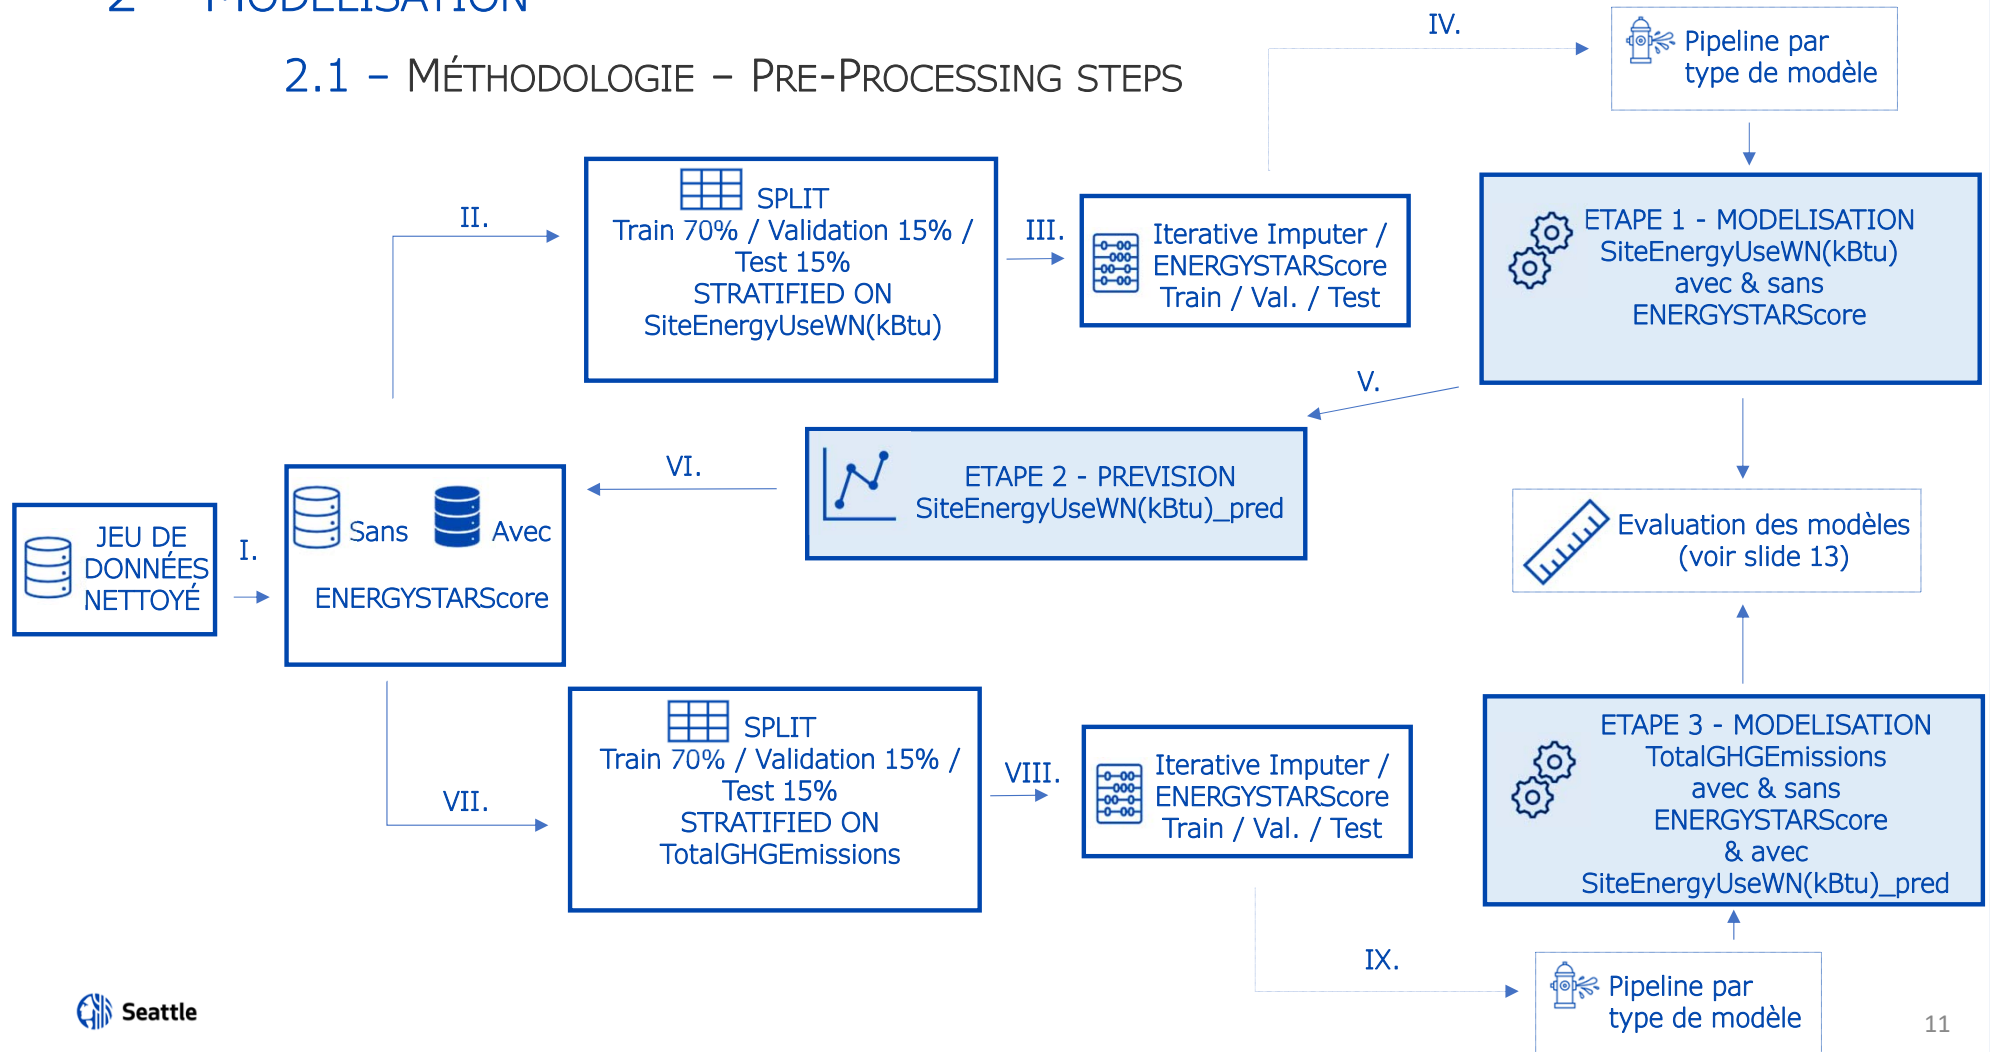 2 - MODÉLISATION
2.1 – MÉTHODOLOGIE – PRE-PROCESSING STEPS
IV.
Pipeline par
type de modèle
II.
SPLIT
Train 70% / Validation 15% /
Test 15%
STRATIFIED ON
SiteEnergyUseWN(kBtu)
III.
Iterative Imputer /
ENERGYSTARScore
Train / Val. / Test
ETAPE 1 - MODELISATION
SiteEnergyUseWN(kBtu)
avec & sans
ENERGYSTARScore
V.
ETAPE 2 - PREVISION
SiteEnergyUseWN(kBtu)_pred
VI.
JEU DE
DONNÉES
NETTOYÉ
I.
Sans
Avec
ENERGYSTARScore
Evaluation des modèles
(voir slide 13)
VII.
SPLIT
Train 70% / Validation 15% /
Test 15%
STRATIFIED ON
TotalGHGEmissions
VIII.
Iterative Imputer /
ENERGYSTARScore
Train / Val. / Test
ETAPE 3 - MODELISATION
TotalGHGEmissions
avec & sans
ENERGYSTARScore
& avec
SiteEnergyUseWN(kBtu)_pred
IX.
Pipeline par
type de modèle
Seattle
11